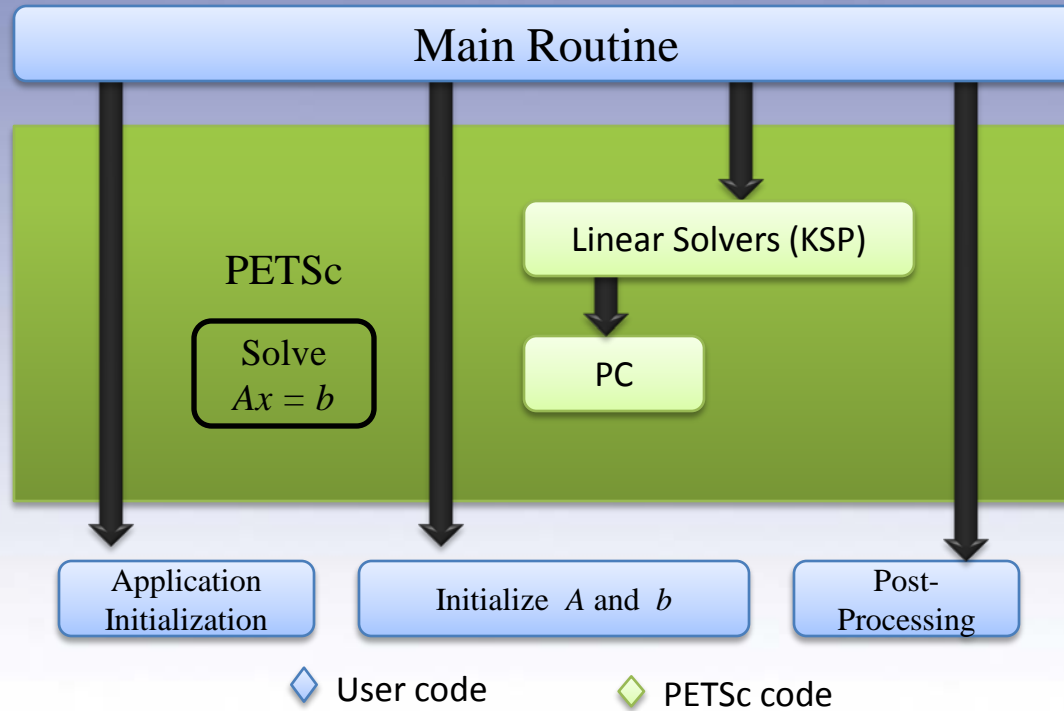 Main Routine
Linear Solvers (KSP)
PETSc
Solve
Ax = b
PC
Application
Initialization
Initialize A and b
Post-
Processing
User code
PETSc code